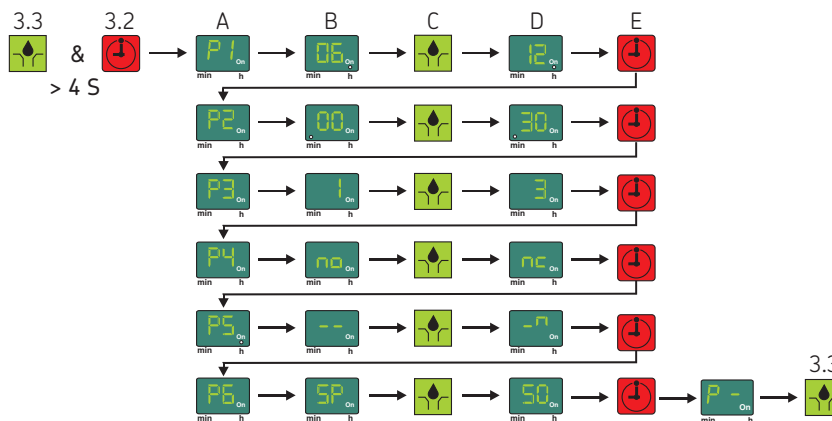 3.3 3.2 A B C D E
& P1 On 06 On 12 On
min h min h min h
> 4 S
P2 On 00 On 30 On
min h min h min h
P3 On 1 On 3 On
min h min h min h
P4 On no On nc On
min h min h min h
P5 On -- On -n On
min h min h min h
3.3
P6 On SP On SO On P - On
min h min h min h min h